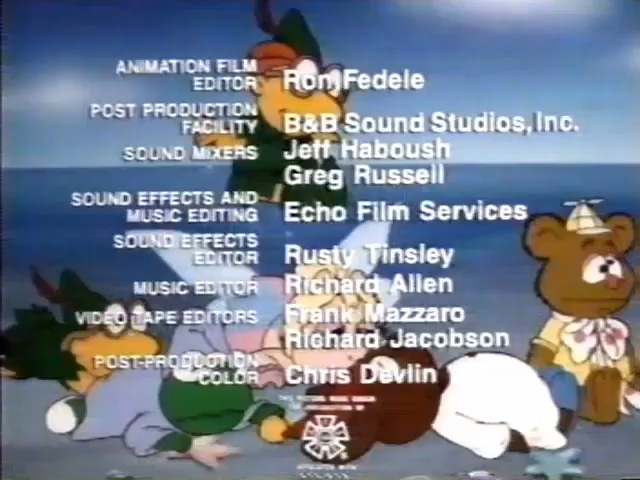 ANIMATION FILM
EDITOR Ron Fedele
POST PRODUCTION
FACILITY B&B Sound Studios, Inc.
SOUND MIXERS Jeff Haboush
Greg Russell
SOUND EFFECTS AND
MUSIC EDITING Echo Film Services
SOUND EFFECTS
EDITOR Rusty Tinsley
MUSIC EDITOR Richard Allen
VIDEO TAPE EDITORS Frank Mazzaro
Richard Jacobson
POST-PRODUCTION
COLOR Chris Devlin